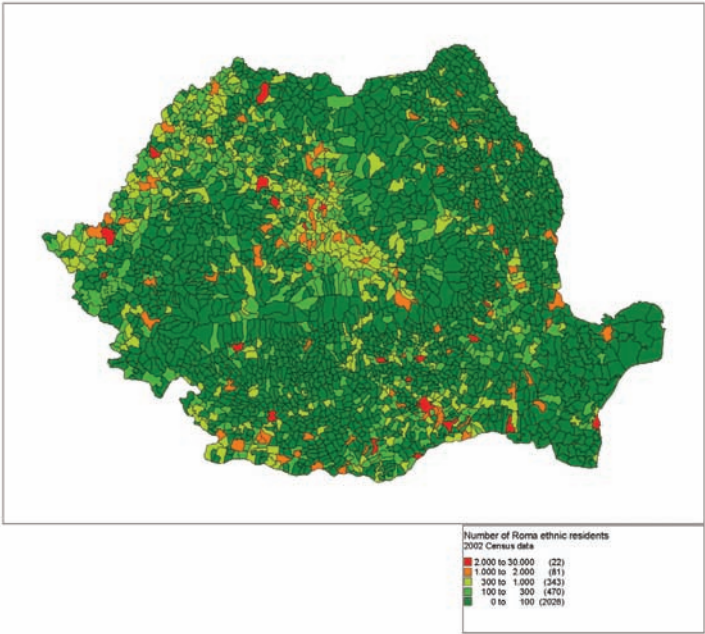 Number of Roma ethnic residents
2002 Census data
2.000 to 30.000 (22)
1.000 to 2.000 (81)
300 to 1.000 (343)
100 to 300 (470)
0 to 100 (2028)